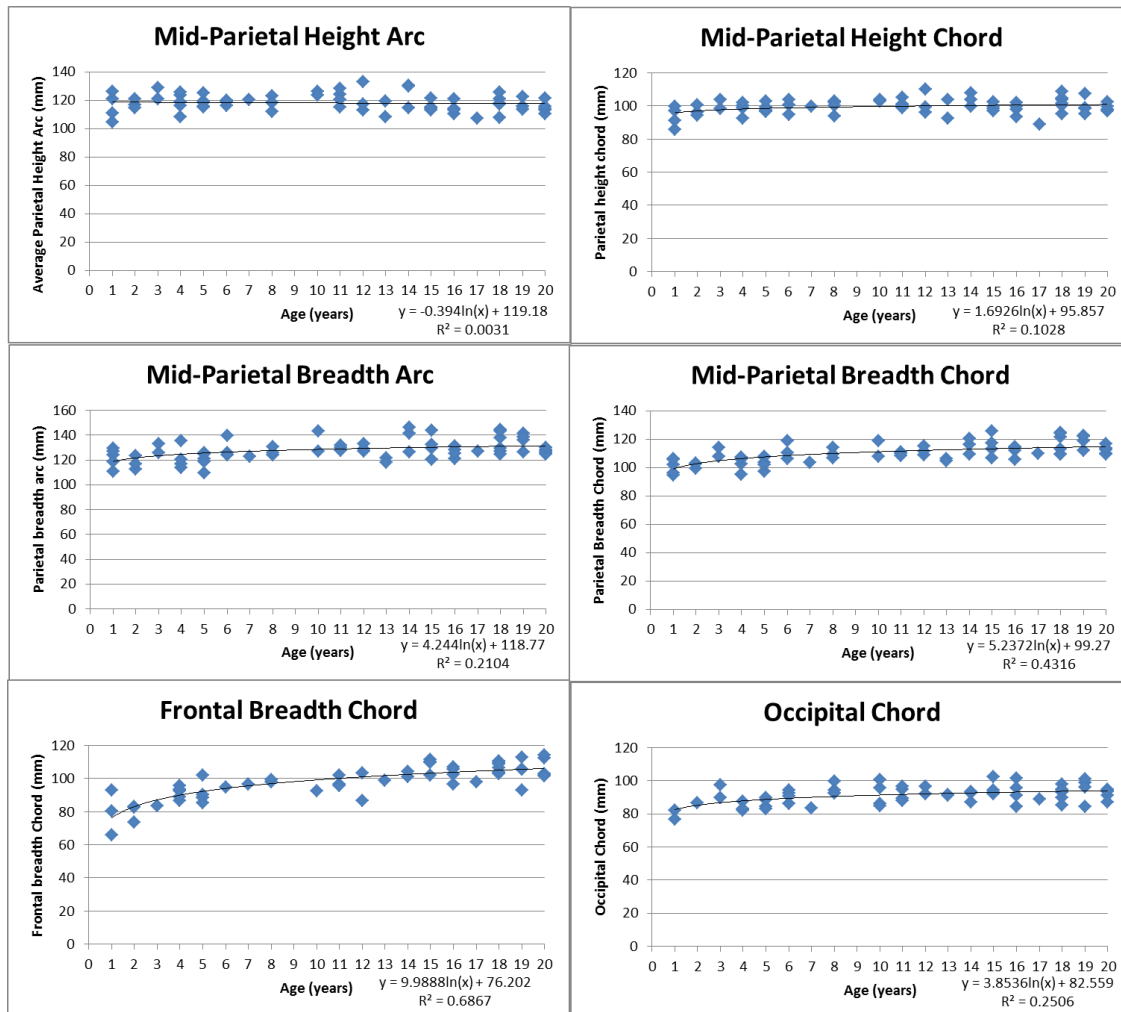 Mid-Parietal Height Arc
Average Parietal Height Arc (mm)
140
120
100
80
60
40
20
0
0 1 2 3 4 5 6 7 8 9 10 11 12 13 14 15 16 17 18 19 20
Age (years)
y = -0.394ln(x) + 119.18
R² = 0.0031
Mid-Parietal Height Chord
Parietal height chord (mm)
120
100
80
60
40
20
0
0 1 2 3 4 5 6 7 8 9 10 11 12 13 14 15 16 17 18 19 20
Age (years)
y = 1.6926ln(x) + 95.857
R² = 0.1028
Mid-Parietal Breadth Arc
Parietal breadth arc (mm)
160
140
120
100
80
60
40
20
0
0 1 2 3 4 5 6 7 8 9 10 11 12 13 14 15 16 17 18 19 20
Age (years)
y = 4.244ln(x) + 118.77
R² = 0.2104
Mid-Parietal Breadth Chord
Parietal Breadth Chord (mm)
140
120
100
80
60
40
20
0
0 1 2 3 4 5 6 7 8 9 10 11 12 13 14 15 16 17 18 19 20
Age (years)
y = 5.2372ln(x) + 99.27
R² = 0.4316
Frontal Breadth Chord
Frontal breadth Chord (mm)
120
100
80
60
40
20
0
0 1 2 3 4 5 6 7 8 9 10 11 12 13 14 15 16 17 18 19 20
Age (years)
y = 9.9888ln(x) + 76.202
R² = 0.6867
Occipital Chord
Occipital Chord (mm)
120
100
80
60
40
20
0
0 1 2 3 4 5 6 7 8 9 10 11 12 13 14 15 16 17 18 19 20
Age (years)
y = 3.8536ln(x) + 82.559
R² = 0.2506